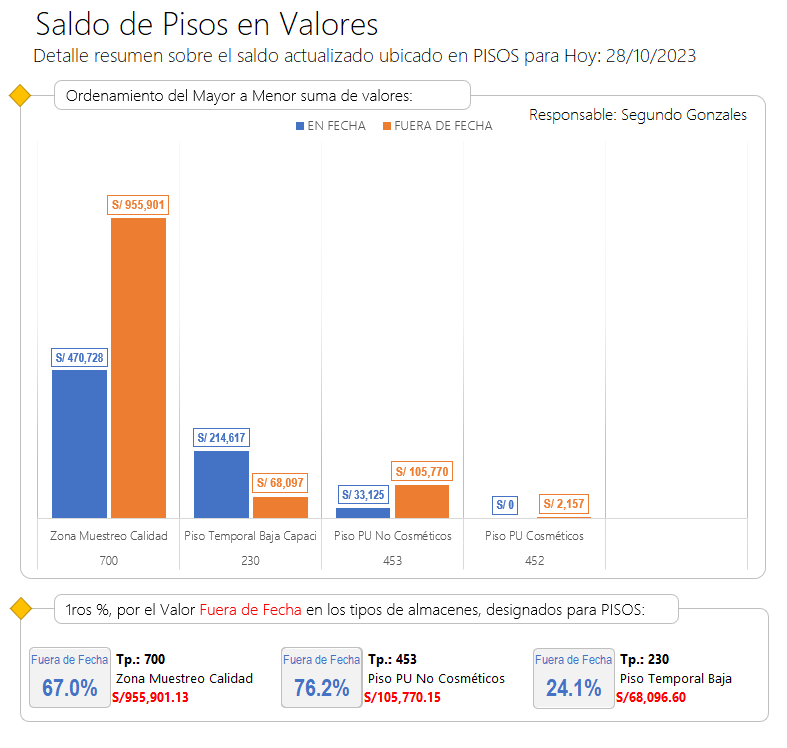 Saldo de Pisos en Valores
Detalle resumen sobre el saldo actualizado ubicado en PISOS para Hoy: 28/10/2023
Ordenamiento del Mayor a Menor suma de valores:
Responsable: Segundo Gonzales
EN FECHA FUERA DE FECHA
S/ 955,901
S/ 470,728
S/ 214,617
S/ 68,097
S/ 33,125
S/ 105,770
S/ 0
S/ 2,157
Zona Muestreo Calidad Piso Temporal Baja Capaci Piso PU No Cosméticos Piso PU Cosméticos
700 230 453 452
1ros %, por el Valor Fuera de Fecha en los tipos de almacenes, designados para PISOS:
Fuera de Fecha
67.0%
Tp.: 700
Zona Muestreo Calidad
S/955,901.13
Fuera de Fecha
76.2%
Tp.: 453
Piso PU No Cosméticos
S/105,770.15
Fuera de Fecha
24.1%
Tp.: 230
Piso Temporal Baja
S/68,096.60